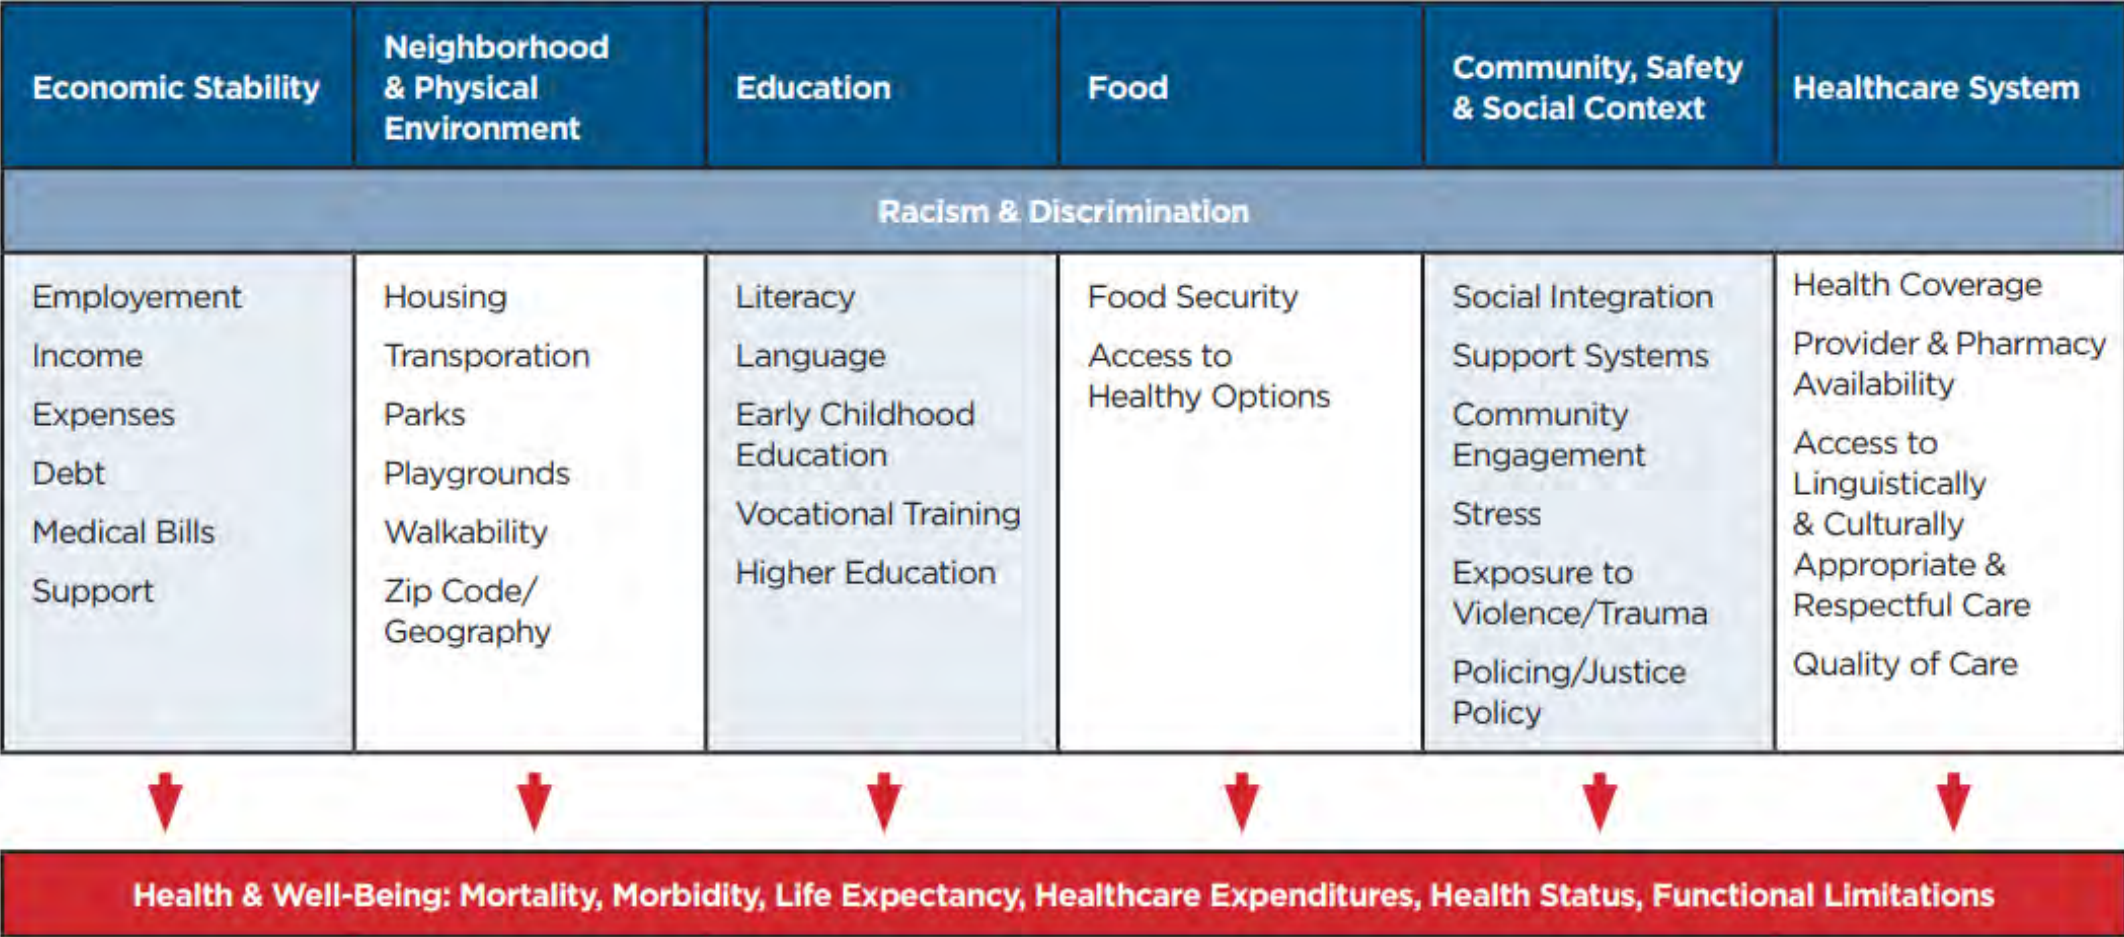 Economic Stability
Neighborhood
& Physical
Environment
Education
Food
Community, Safety
& Social Context
Healthcare System
Racism & Discrimination
Employement
Income
Expenses
Debt
Medical Bills
Support
Housing
Transporation
Parks
Playgrounds
Walkability
Zip Code/
Geography
Literacy
Language
Early Childhood
Education
Vocational Training
Higher Education
Food Security
Access to
Healthy Options
Social Integration
Support Systems
Community
Engagement
Stress
Exposure to
Violence/Trauma
Policing/Justice
Policy
Health Coverage
Provider & Pharmacy
Availability
Access to
Linguistically
& Culturally
Appropriate &
Respectful Care
Quality of Care
Health & Well-Being: Mortality, Morbidity, Life Expectancy, Healthcare Expenditures, Health Status, Functional Limitations